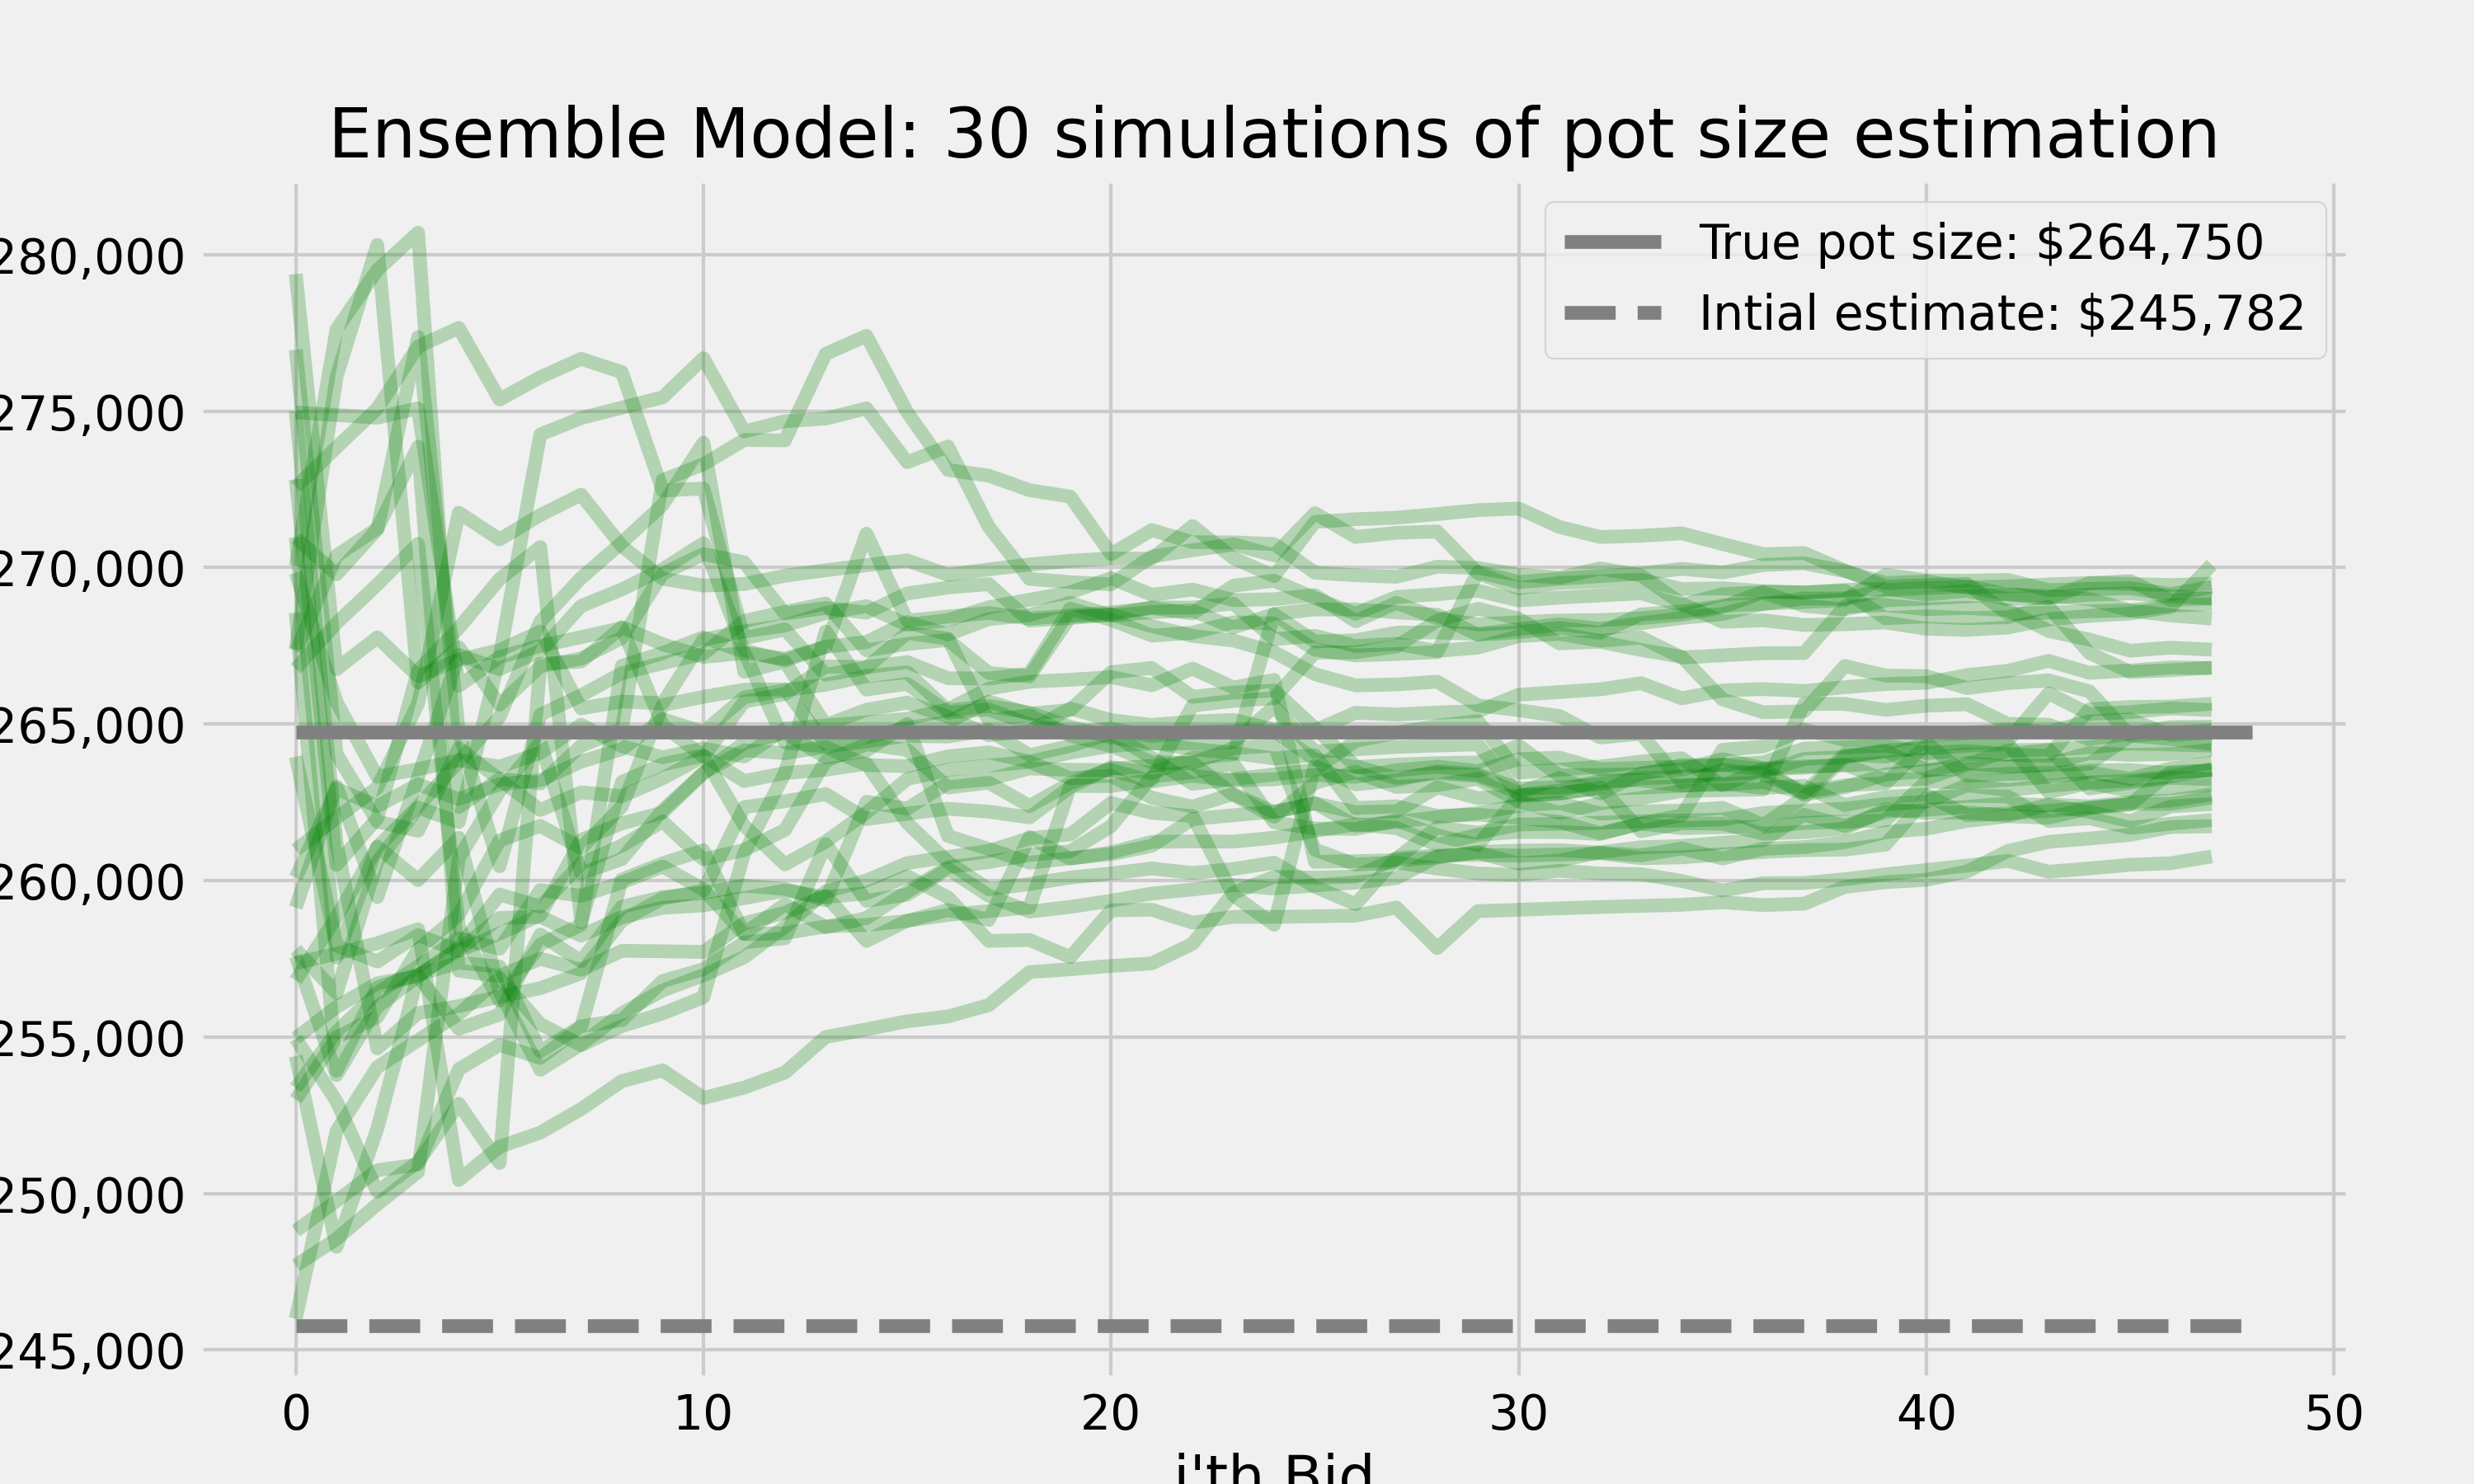 Ensemble Model: 30 simulations of pot size estimation
True pot size: $264,750
Intial estimate: $245,782
280,000
275,000
270,000
265,000
260,000
255,000
250,000
245,000
0 10 20 30 40 50
i'th Bid